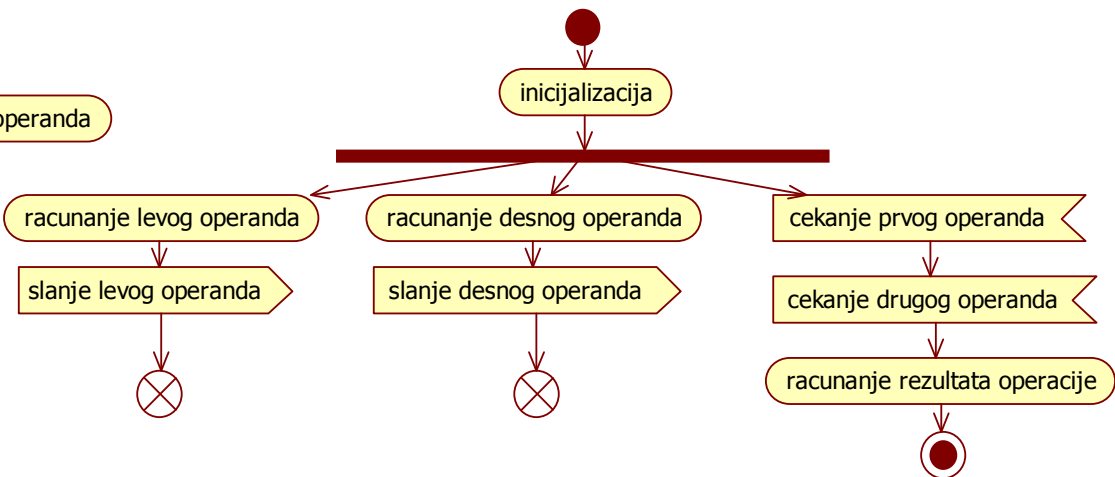 inicijalizacija
operanda
racunanje levog operanda
racunanje desnog operanda
cekanje prvog operanda
slanje levog operanda
slanje desnog operanda
cekanje drugog operanda
racunanje rezultata operacije